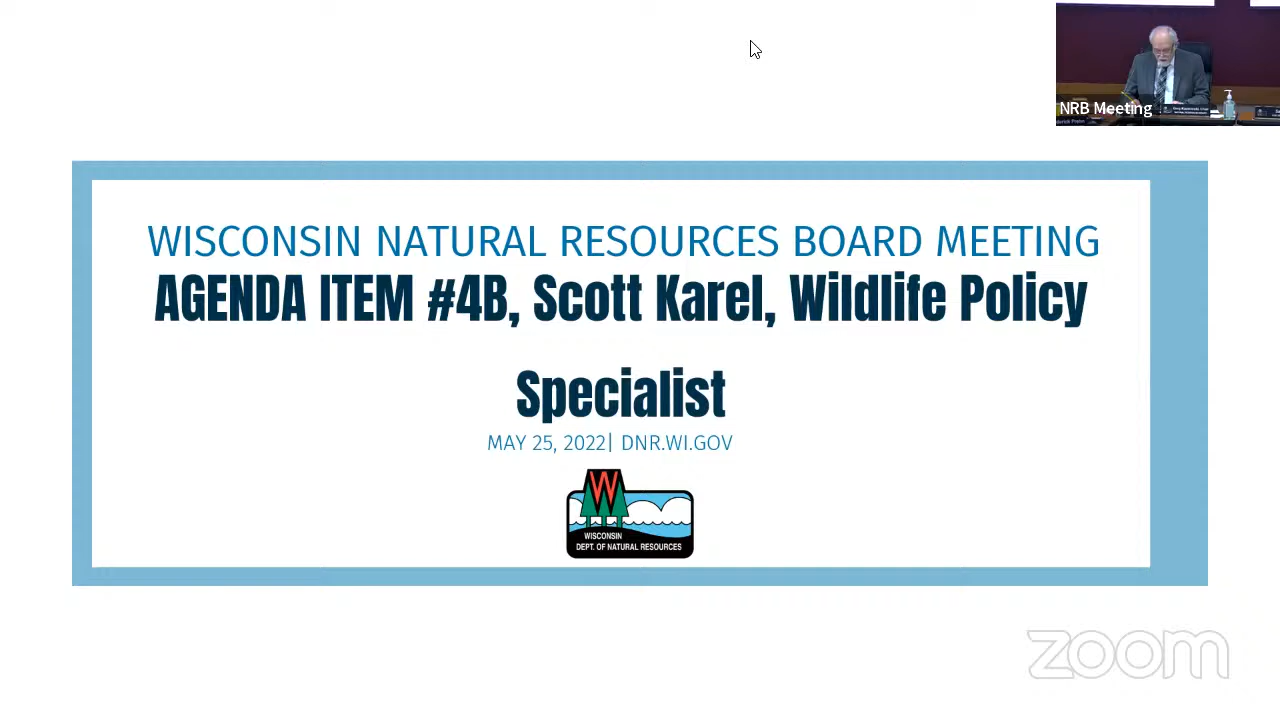 NRB Meeting
WISCONSIN NATURAL RESOURCES BOARD MEETING
AGENDA ITEM #4B, Scott Karel, Wildlife Policy
Specialist
MAY 25, 2022| DNR.WI.GOV
W
WISCONSIN
DEPT. OF NATURAL RESOURCES
zoom